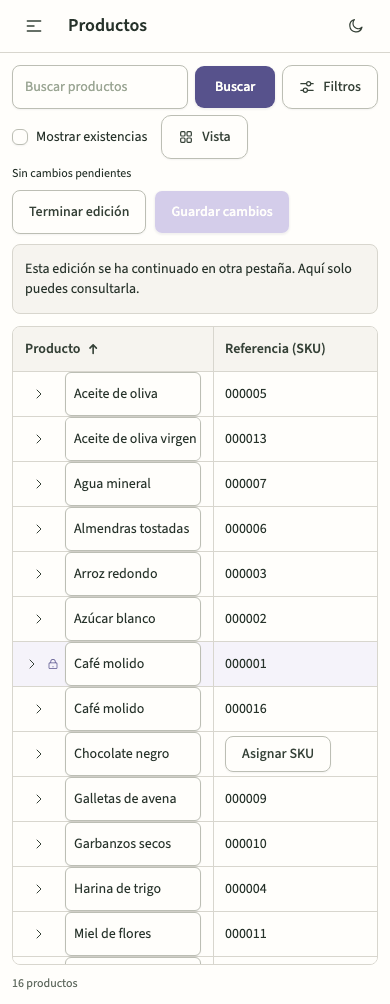 Productos
Buscar productos
Buscar
Filtros
Mostrar existencias
Vista
Sin cambios pendientes
Terminar edición
Guardar cambios
Esta edición se ha continuado en otra pestaña. Aquí solo
puedes consultarla.
Producto ↑ Referencia (SKU)
Aceite de oliva 000005
Aceite de oliva virgen 000013
Agua mineral 000007
Almendras tostadas 000006
Arroz redondo 000003
Azúcar blanco 000002
Café molido 000001
Café molido 000016
Chocolate negro Asignar SKU
Galletas de avena 000009
Garbanzos secos 000010
Harina de trigo 000004
Miel de flores 000011
16 productos